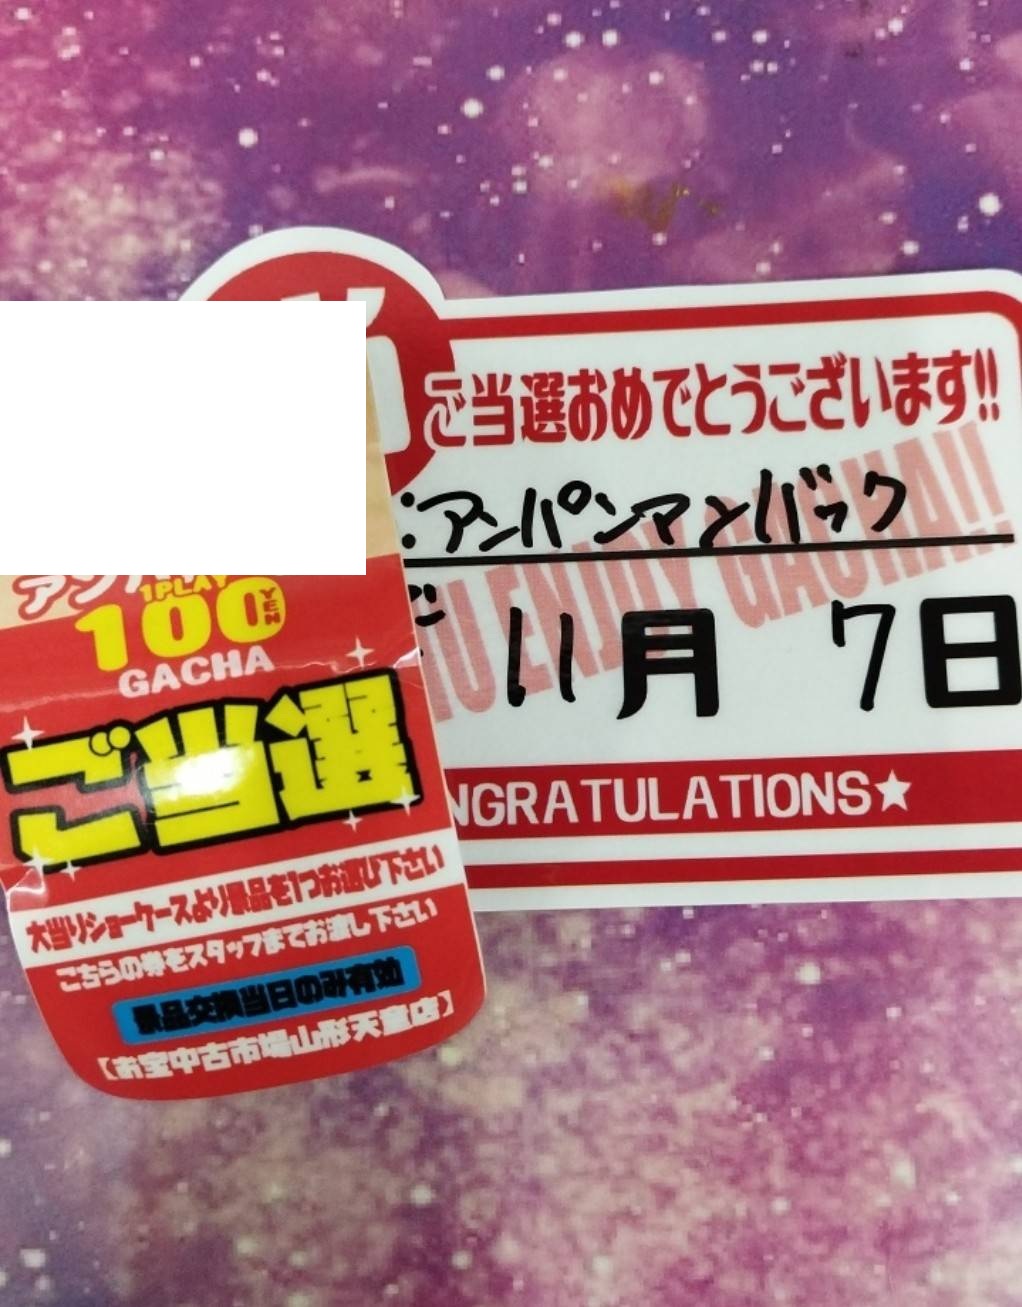 ご当選おめでとうございます!!
:アンパンマンバック
11月 7日
ENJOY GACHA!!
NGRATULATIONS★
1PLAY
100YEN
GACHA
ご当選
大当りショーケースより景品を1つお選び下さい
こちらの券をスタッフまでお渡し下さい
景品交換当日のみ有効
【お宝中古市場山形天童店】